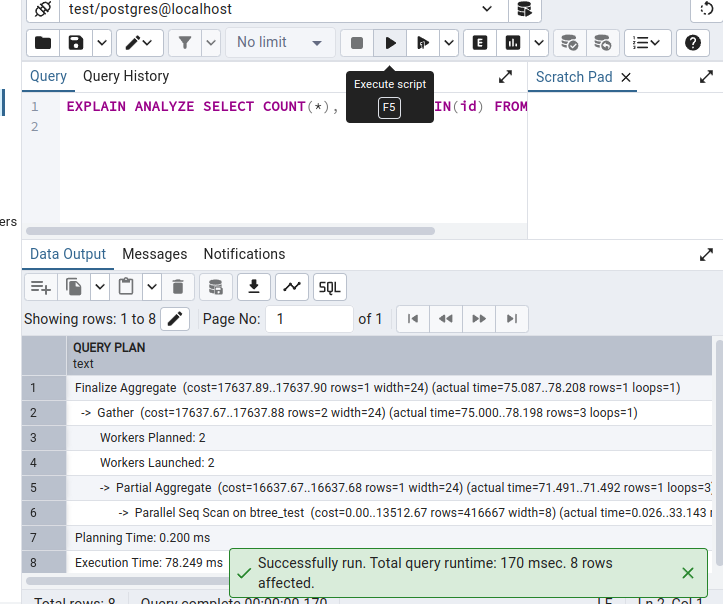 test/postgres@localhost
No limit
E
Query
Query History
Scratch Pad
Execute script
F5
1 EXPLAIN ANALYZE SELECT COUNT(*), IN(id) FROM
2
ers
Data Output
Messages
Notifications
SQL
Showing rows: 1 to 8
Page No: 1 of 1
QUERY PLAN
text
1 Finalize Aggregate (cost=17637.89..17637.90 rows=1 width=24) (actual time=75.087..78.208 rows=1 loops=1)
2 -> Gather (cost=17637.67..17637.88 rows=2 width=24) (actual time=75.000..78.198 rows=3 loops=1)
3 Workers Planned: 2
4 Workers Launched: 2
5 -> Partial Aggregate (cost=16637.67..16637.68 rows=1 width=24) (actual time=71.491..71.492 rows=1 loops=3
6 -> Parallel Seq Scan on btree_test (cost=0.00..13512.67 rows=416667 width=8) (actual time=0.026..33.143 r
7 Planning Time: 0.200 ms
8 Execution Time: 78.249 ms
Successfully run. Total query runtime: 170 msec. 8 rows
affected.
Total rows: 8
Query complete 00:00:00.170
LF
Ln 2, Col 1